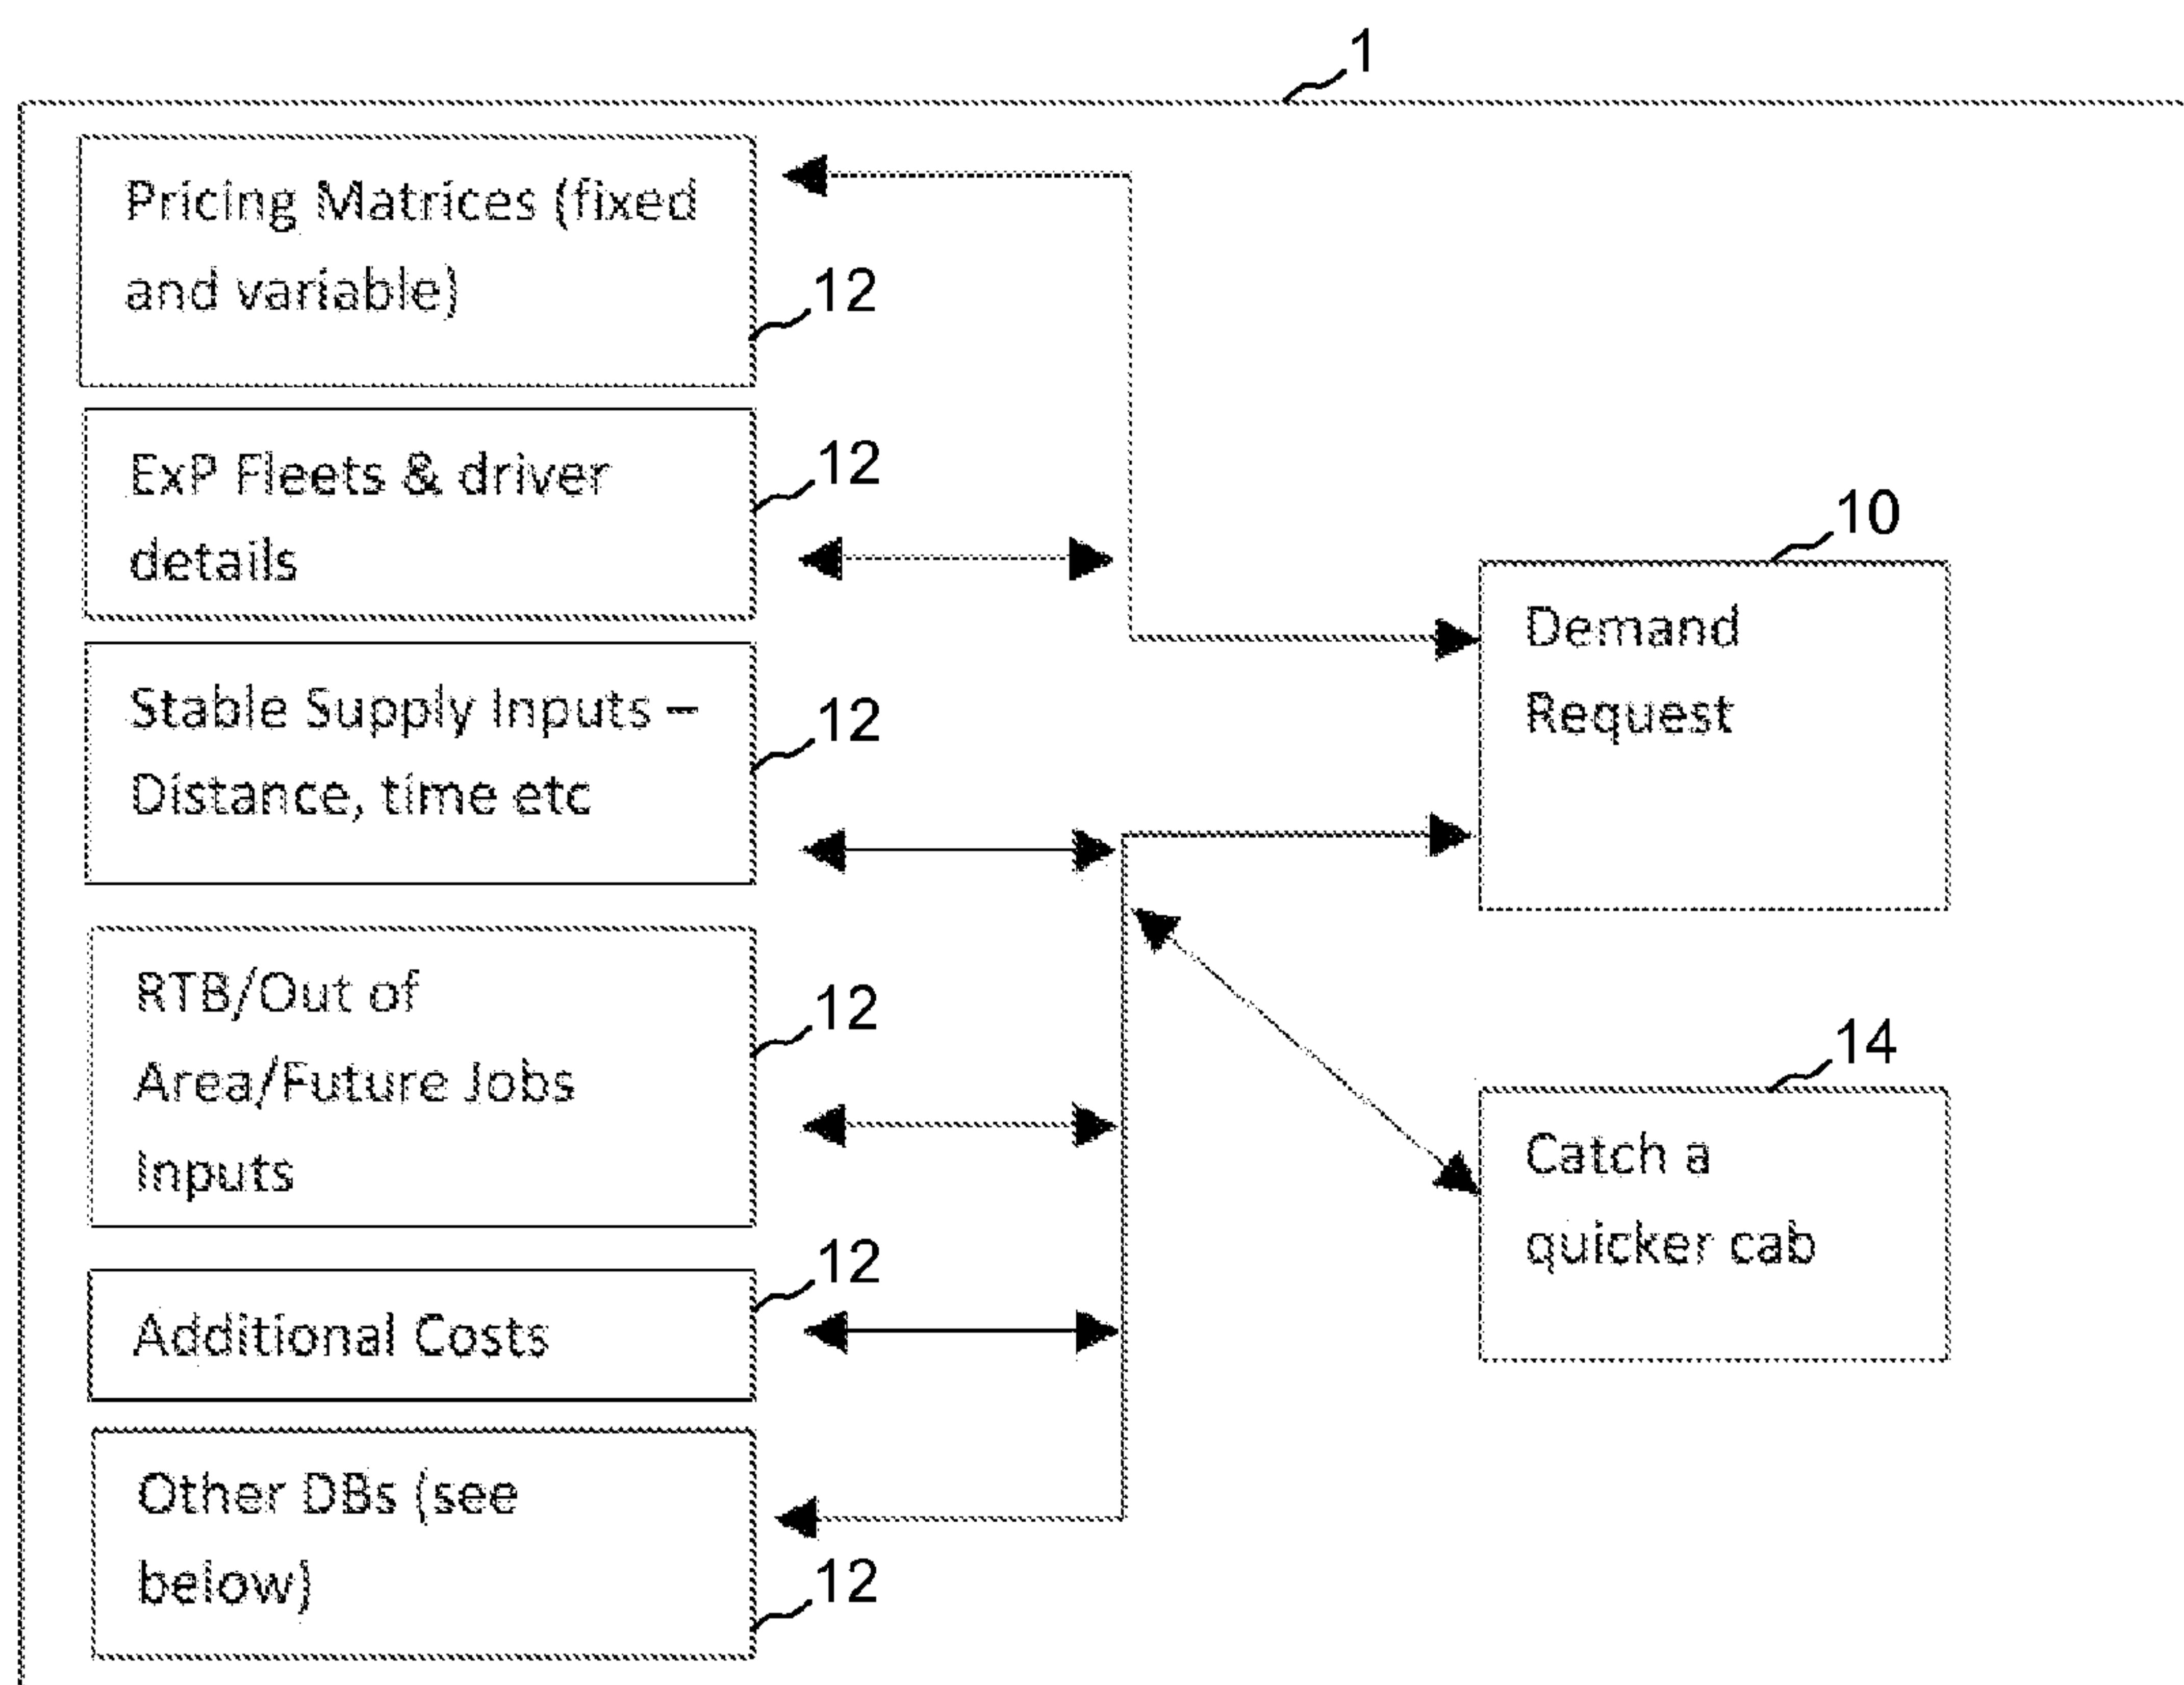 1
Pricing Matrices (fixed
and variable)
12
ExP Fleets & driver
details
12
Stable Supply Inputs –
Distance, time etc
12
RTB/Out of
Area/Future Jobs
Inputs
12
Additional Costs
12
Other DBs (see
below)
12
10
Demand
Request
14
Catch a
quicker cab